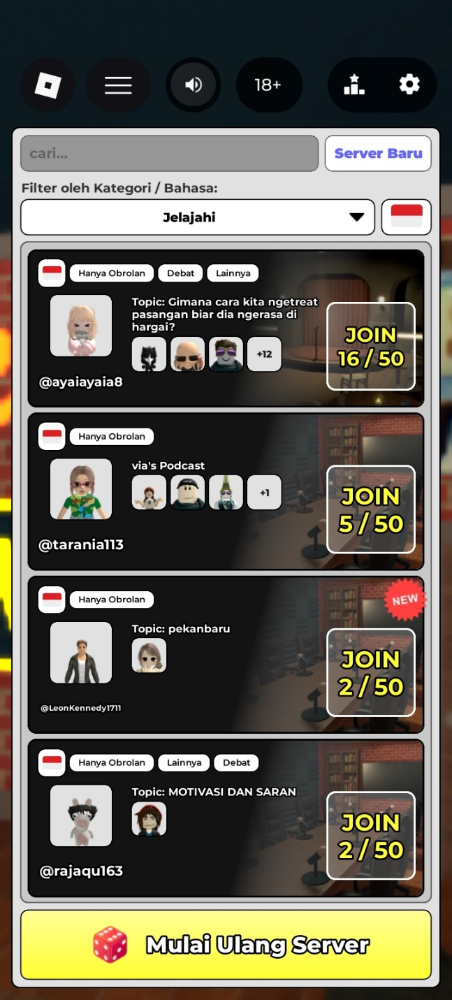 18+
cari...
Server Baru
Filter oleh Kategori / Bahasa:
Jelajahi
Hanya Obrolan
Debat
Lainnya
Topic: Gimana cara kita ngetreat
pasangan biar dia ngerasa di
hargai?
+12
@ayaiayaia8
JOIN
16 / 50
Hanya Obrolan
via's Podcast
+1
@tarania113
JOIN
5 / 50
Hanya Obrolan
NEW
Topic: pekanbaru
@LeonKennedy1711
JOIN
2 / 50
Hanya Obrolan
Lainnya
Debat
Topic: MOTIVASI DAN SARAN
@rajaqu163
JOIN
2 / 50
Mulai Ulang Server